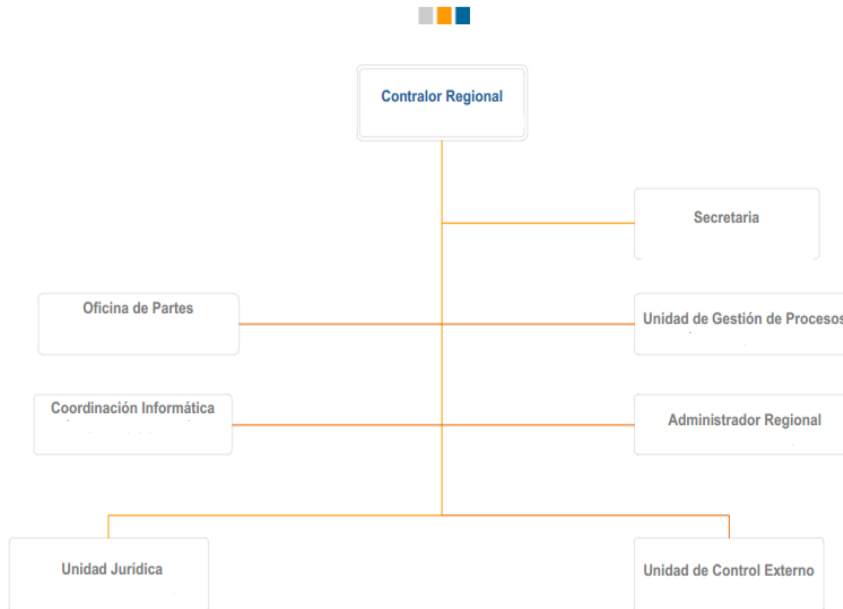 Contralor Regional
Secretaria
Oficina de Partes
Unidad de Gestión de Procesos
Coordinación Informática
Administrador Regional
Unidad Jurídica
Unidad de Control Externo